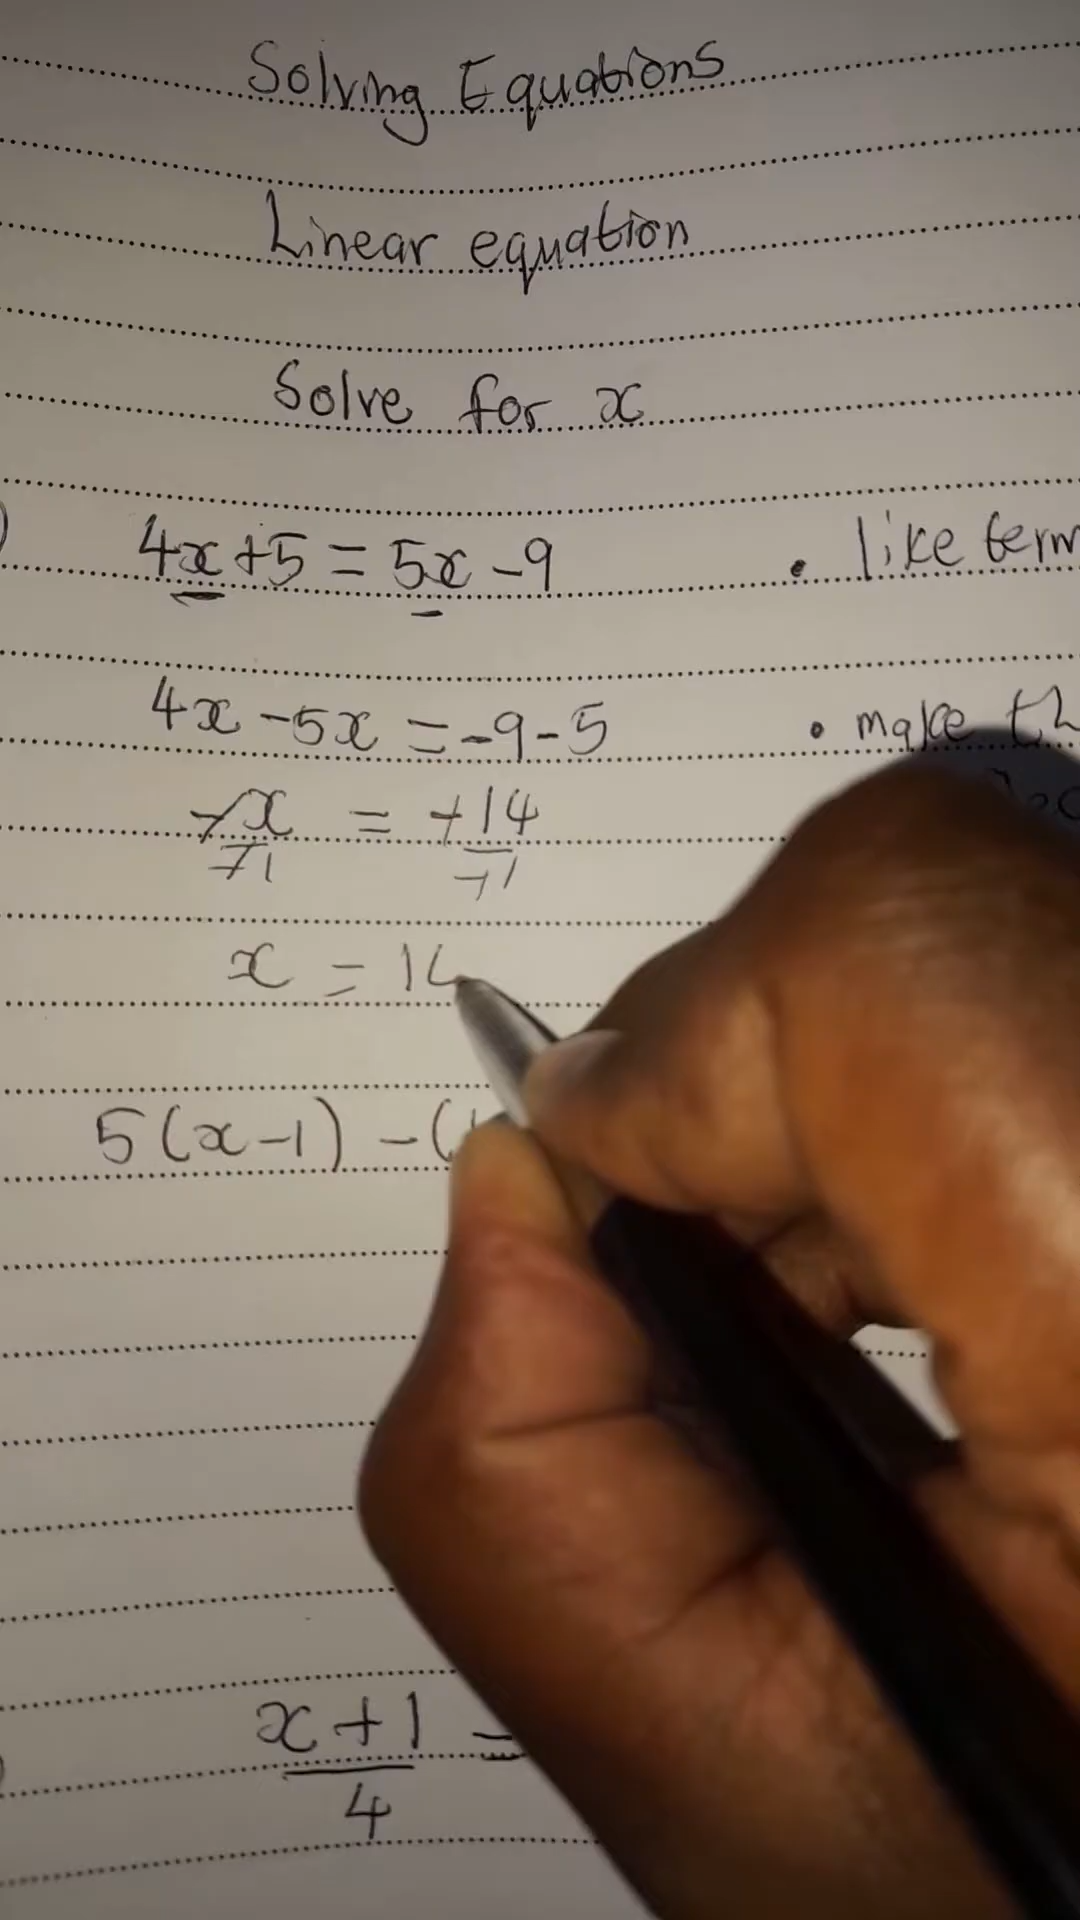 Solving Equations
Linear equation
Solve for x
) 4x + 5 = 5x - 9 • like term
4x - 5x = -9 - 5 • make th
-x/-1 = -14/-1
x = 14
5(x - 1) - (
) x + 1 / 4 =